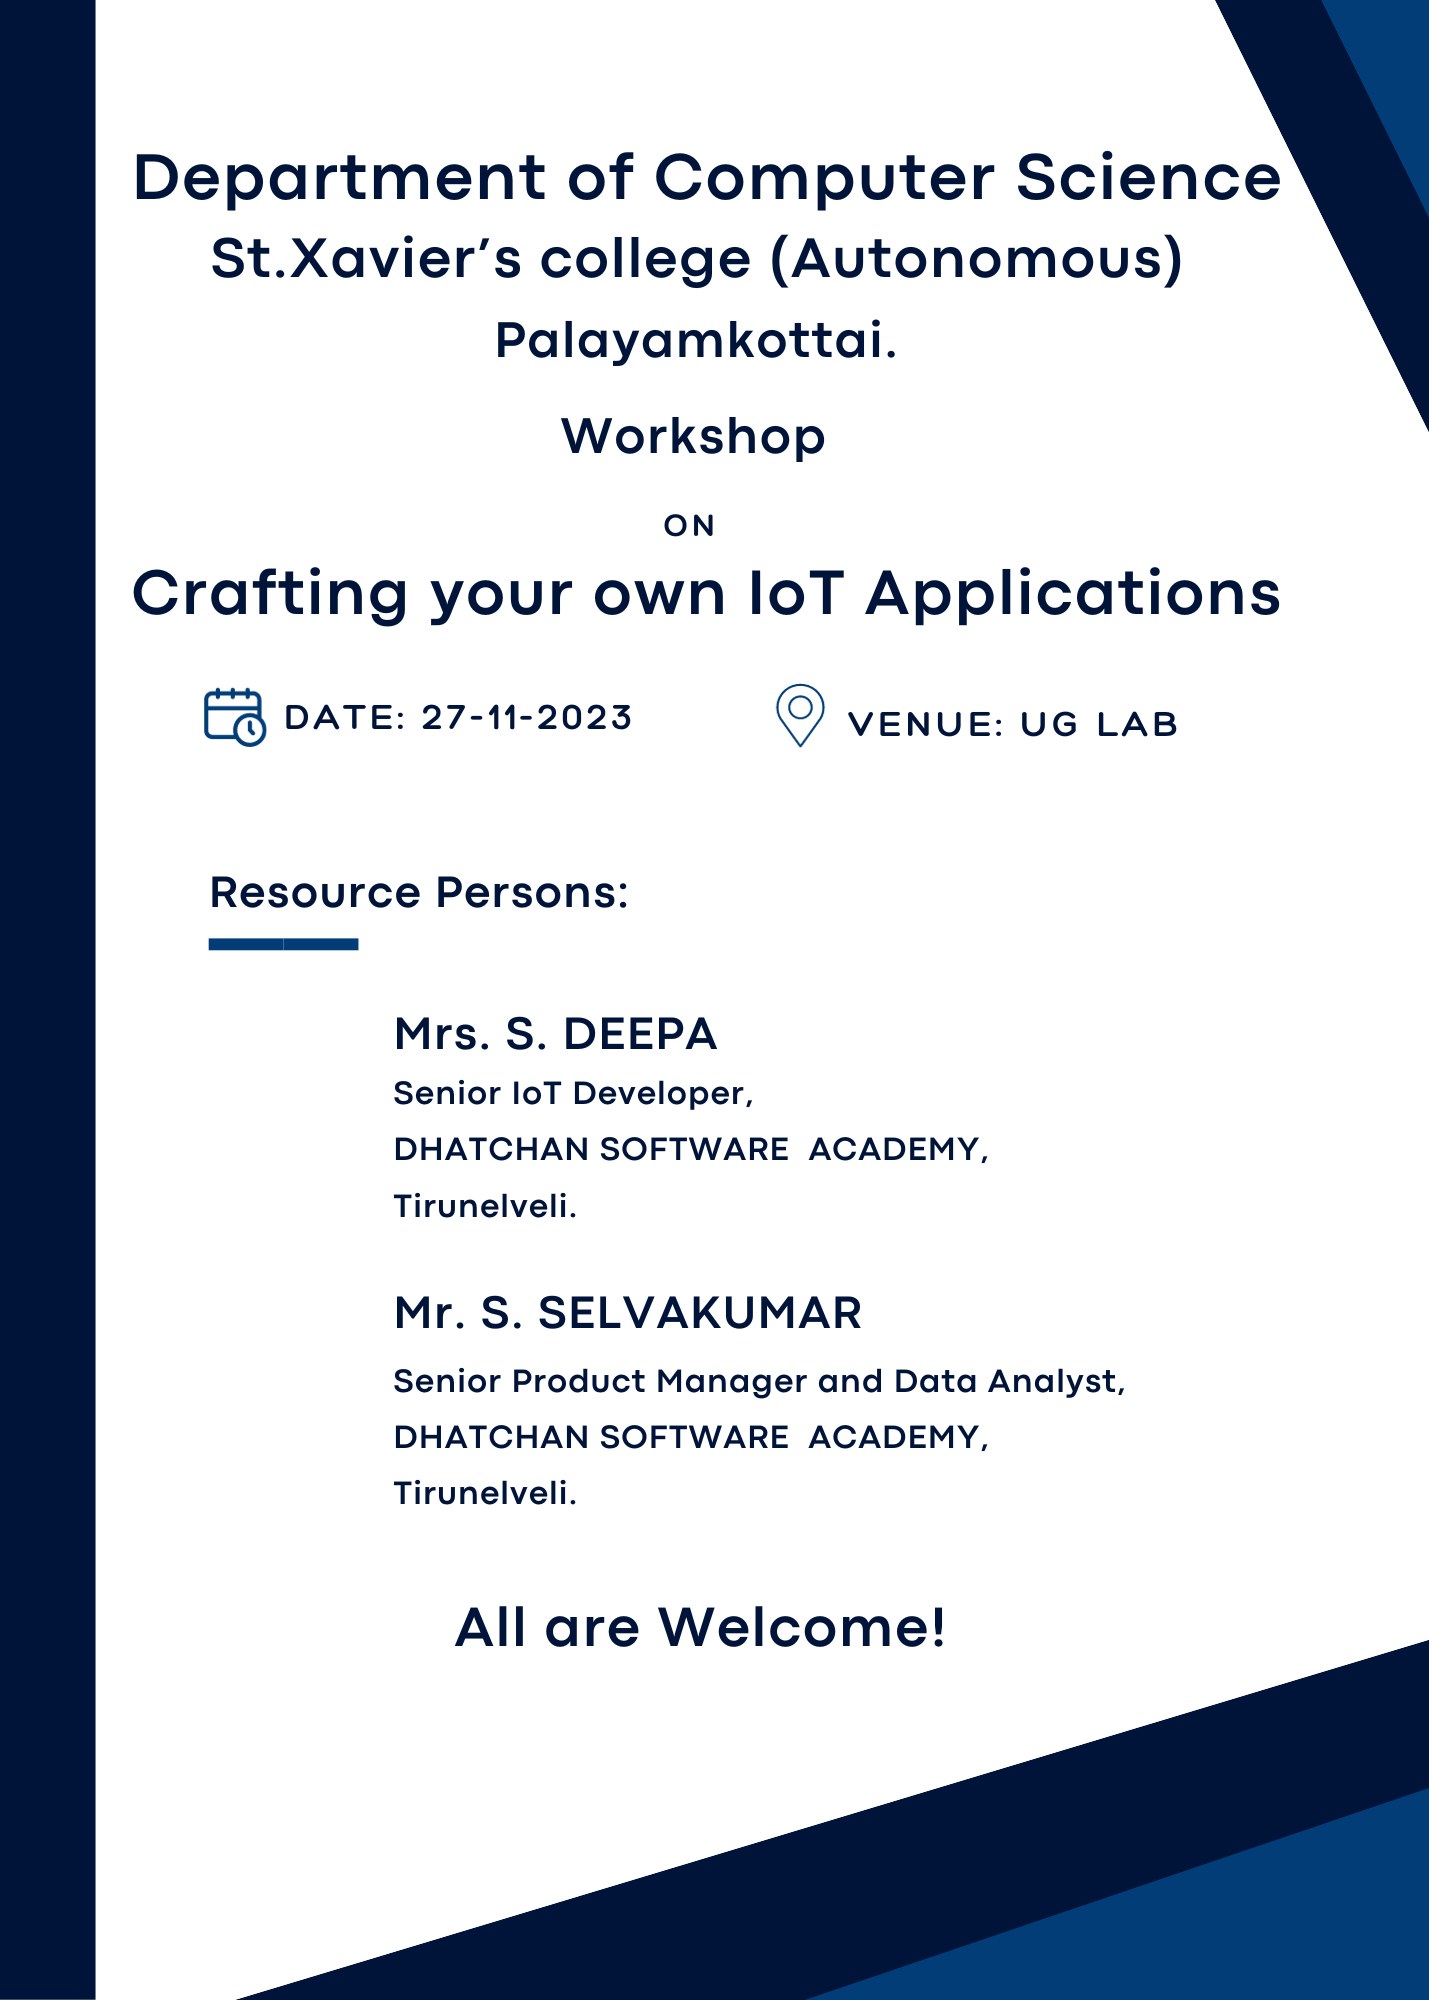 Department of Computer Science
St.Xavier’s college (Autonomous)
Palayamkottai.
Workshop
ON
Crafting your own IoT Applications
DATE: 27-11-2023
VENUE: UG LAB
Resource Persons:
Mrs. S. DEEPA
Senior IoT Developer,
DHATCHAN SOFTWARE  ACADEMY,
Tirunelveli.
Mr. S. SELVAKUMAR
Senior Product Manager and Data Analyst,
DHATCHAN SOFTWARE  ACADEMY,
Tirunelveli.
All are Welcome!